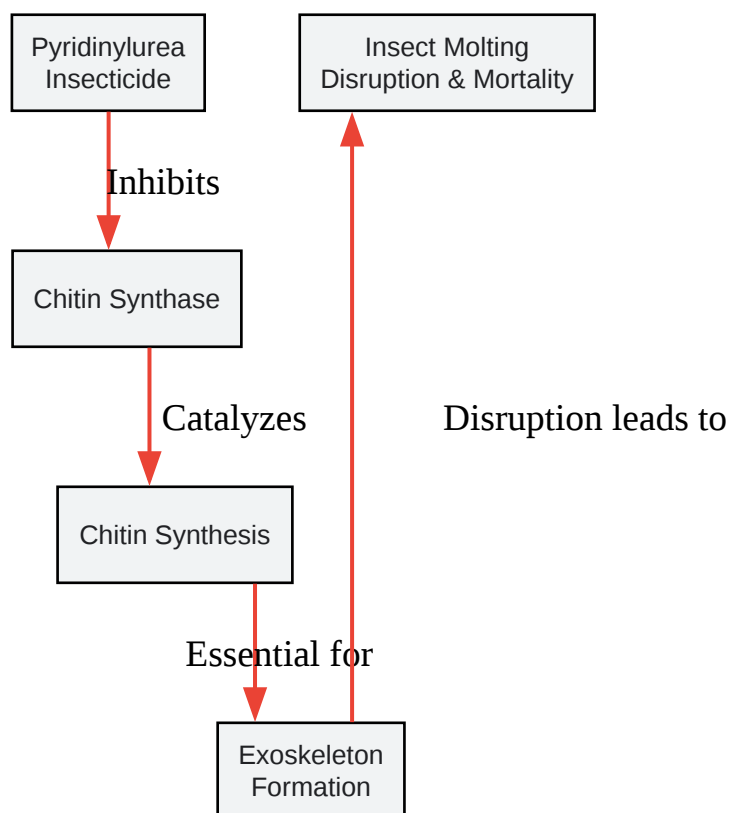 Pyridinylurea
Insecticide
Insect Molting
Disruption & Mortality
Inhibits
Chitin Synthase
Catalyzes
Disruption leads to
Chitin Synthesis
Essential for
Exoskeleton
Formation